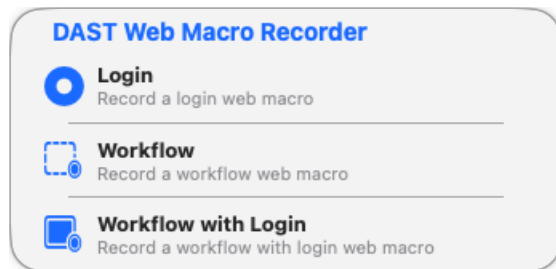 DAST Web Macro Recorder
Login
Record a login web macro
Workflow
Record a workflow web macro
Workflow with Login
Record a workflow with login web macro